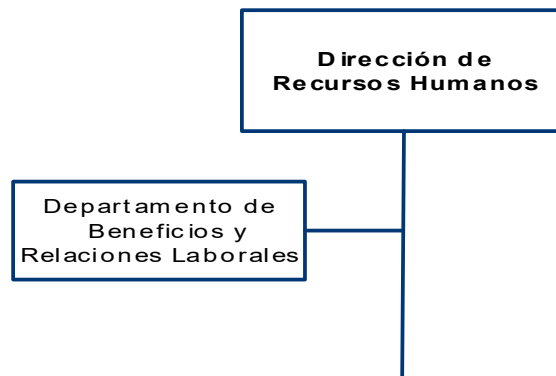 Dirección de
Recursos Humanos
Departamento de
Beneficios y
Relaciones Laborales